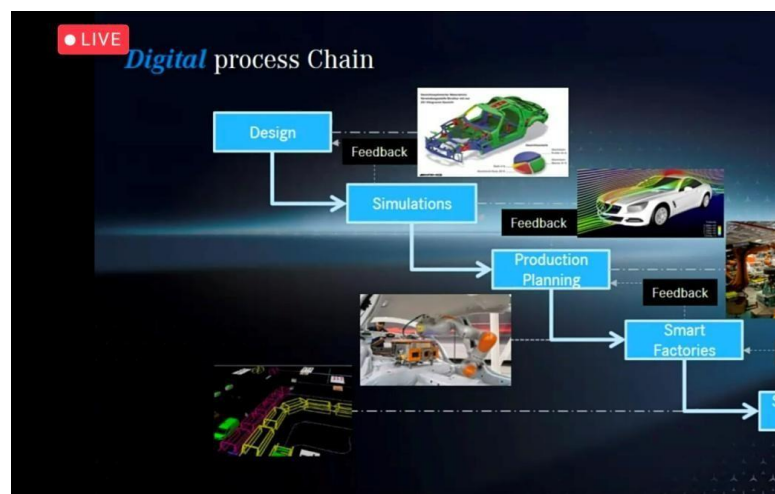 LIVE
Digital process Chain
Design
Feedback
Simulations
Feedback
Production
Planning
Feedback
Smart
Factories